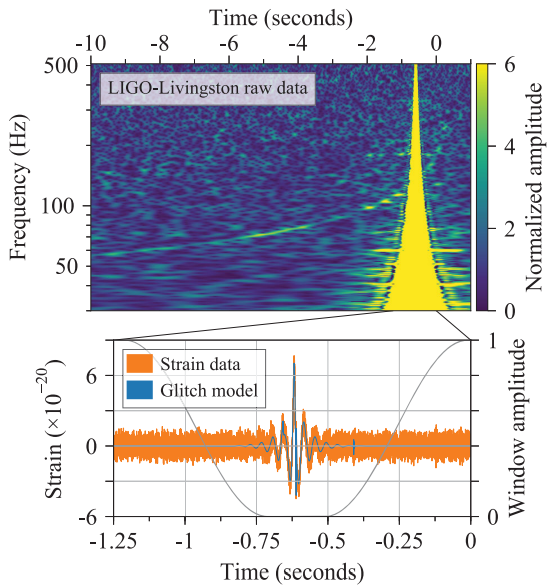 Time (seconds)
-10 -8 -6 -4 -2 0
500
100
50
Frequency (Hz)
LIGO-Livingston raw data
6
4
2
0
Normalized amplitude
Strain data
Glitch model
6
0
-6
Strain (×10⁻²⁰)
1
0
Window amplitude
-1.25 -1 -0.75 -0.5 -0.25 0
Time (seconds)